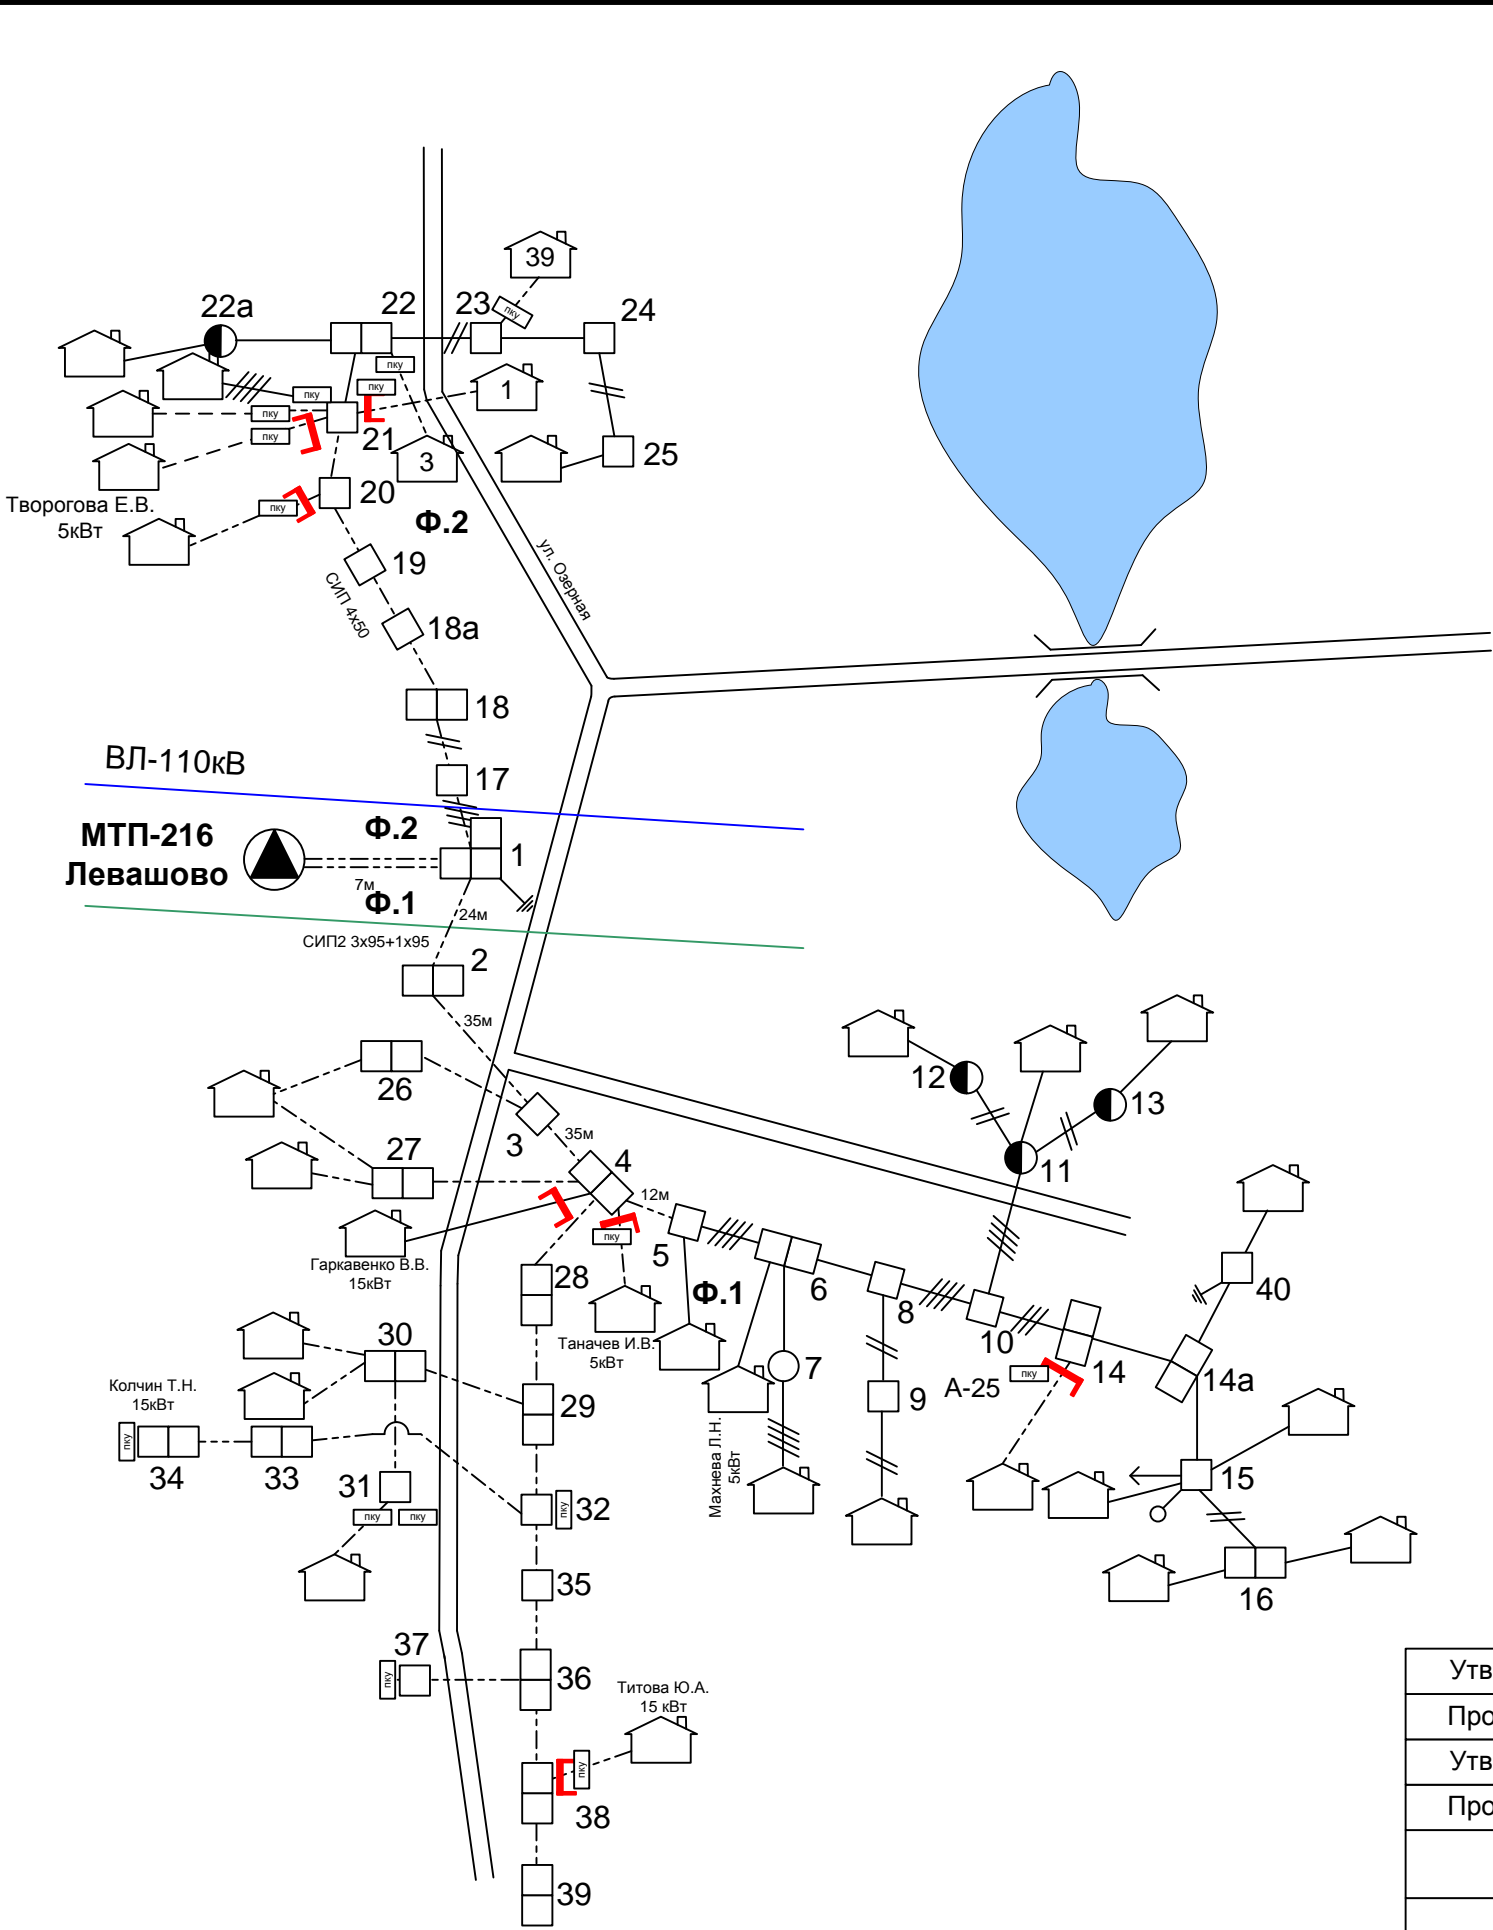 39
пку
22а
22
23
24
пку
пку
1
пку
пку
пку
21
3
25
Творогова Е.В.
5кВт
пку
20
Ф.2
ул. Озерная
19
СИП 4х50
18а
18
ВЛ-110кВ
17
МТП-216
Левашово
Ф.2
1
7м
Ф.1
24м
СИП2 3х95+1х95
2
35м
26
3
35м
27
4
12м
12
13
11
Гаркавенко В.В.
15кВт
пку
5
6
Ф.1
8
10
40
28
Таначев И.В.
5кВт
30
7
Махнева Л.Н.
5кВт
9
А-25
пку
14
14а
Колчин Т.Н.
15кВт
пку
34
33
29
31
пку
пку
32
пку
15
35
16
37
пку
36
Титова Ю.А.
15 кВт
пку
38
39
Утв
Про
Утв
Про